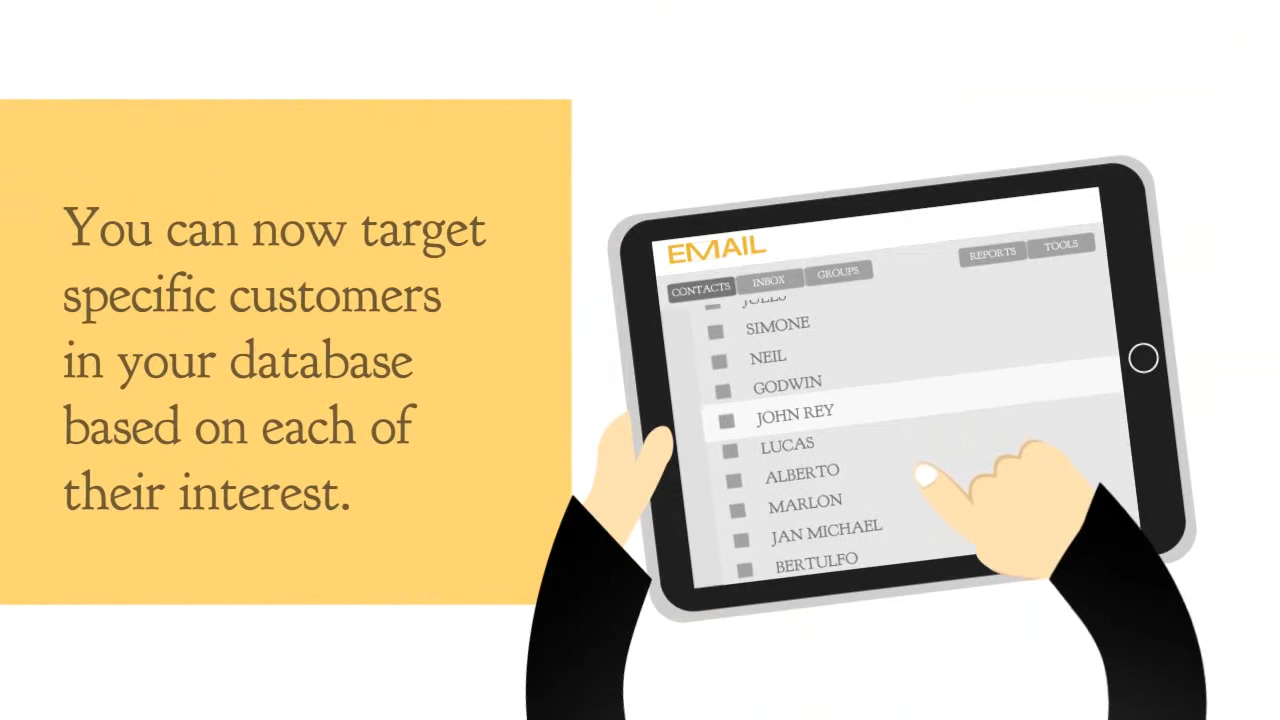 You can now target
specific customers
in your database
based on each of
their interest.
EMAIL
CONTACTS INBOX GROUPS REPORTS TOOLS
SIMONE
NEIL
GODWIN
JOHN REY
LUCAS
ALBERTO
MARLON
JAN MICHAEL
BERTULFO